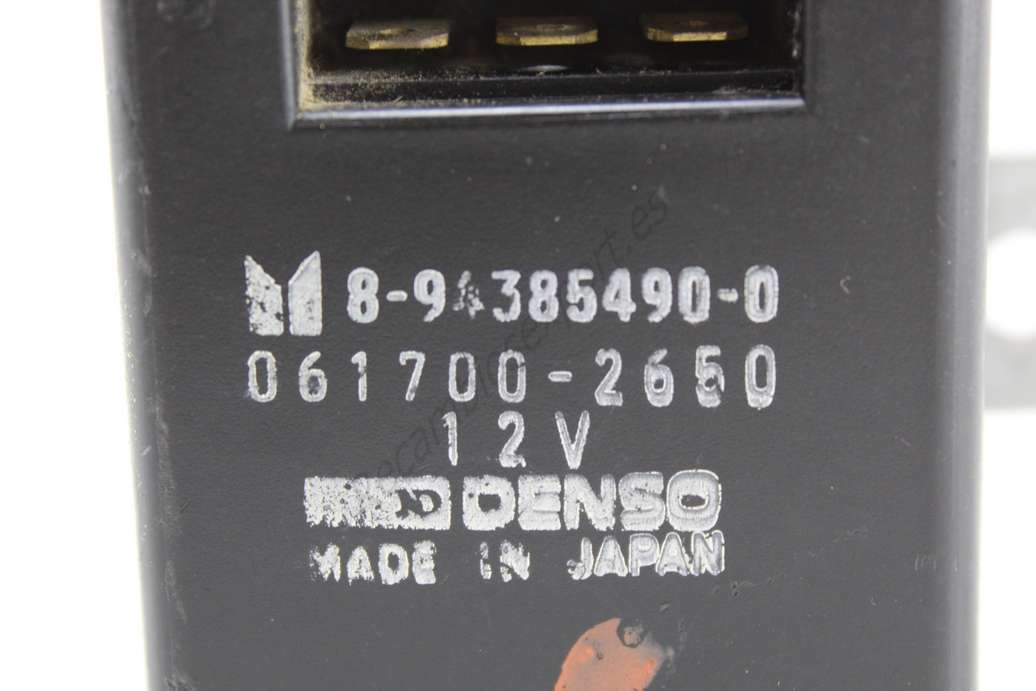 8-94385490-0
061700-2650
12V
DENSO
MADE IN JAPAN